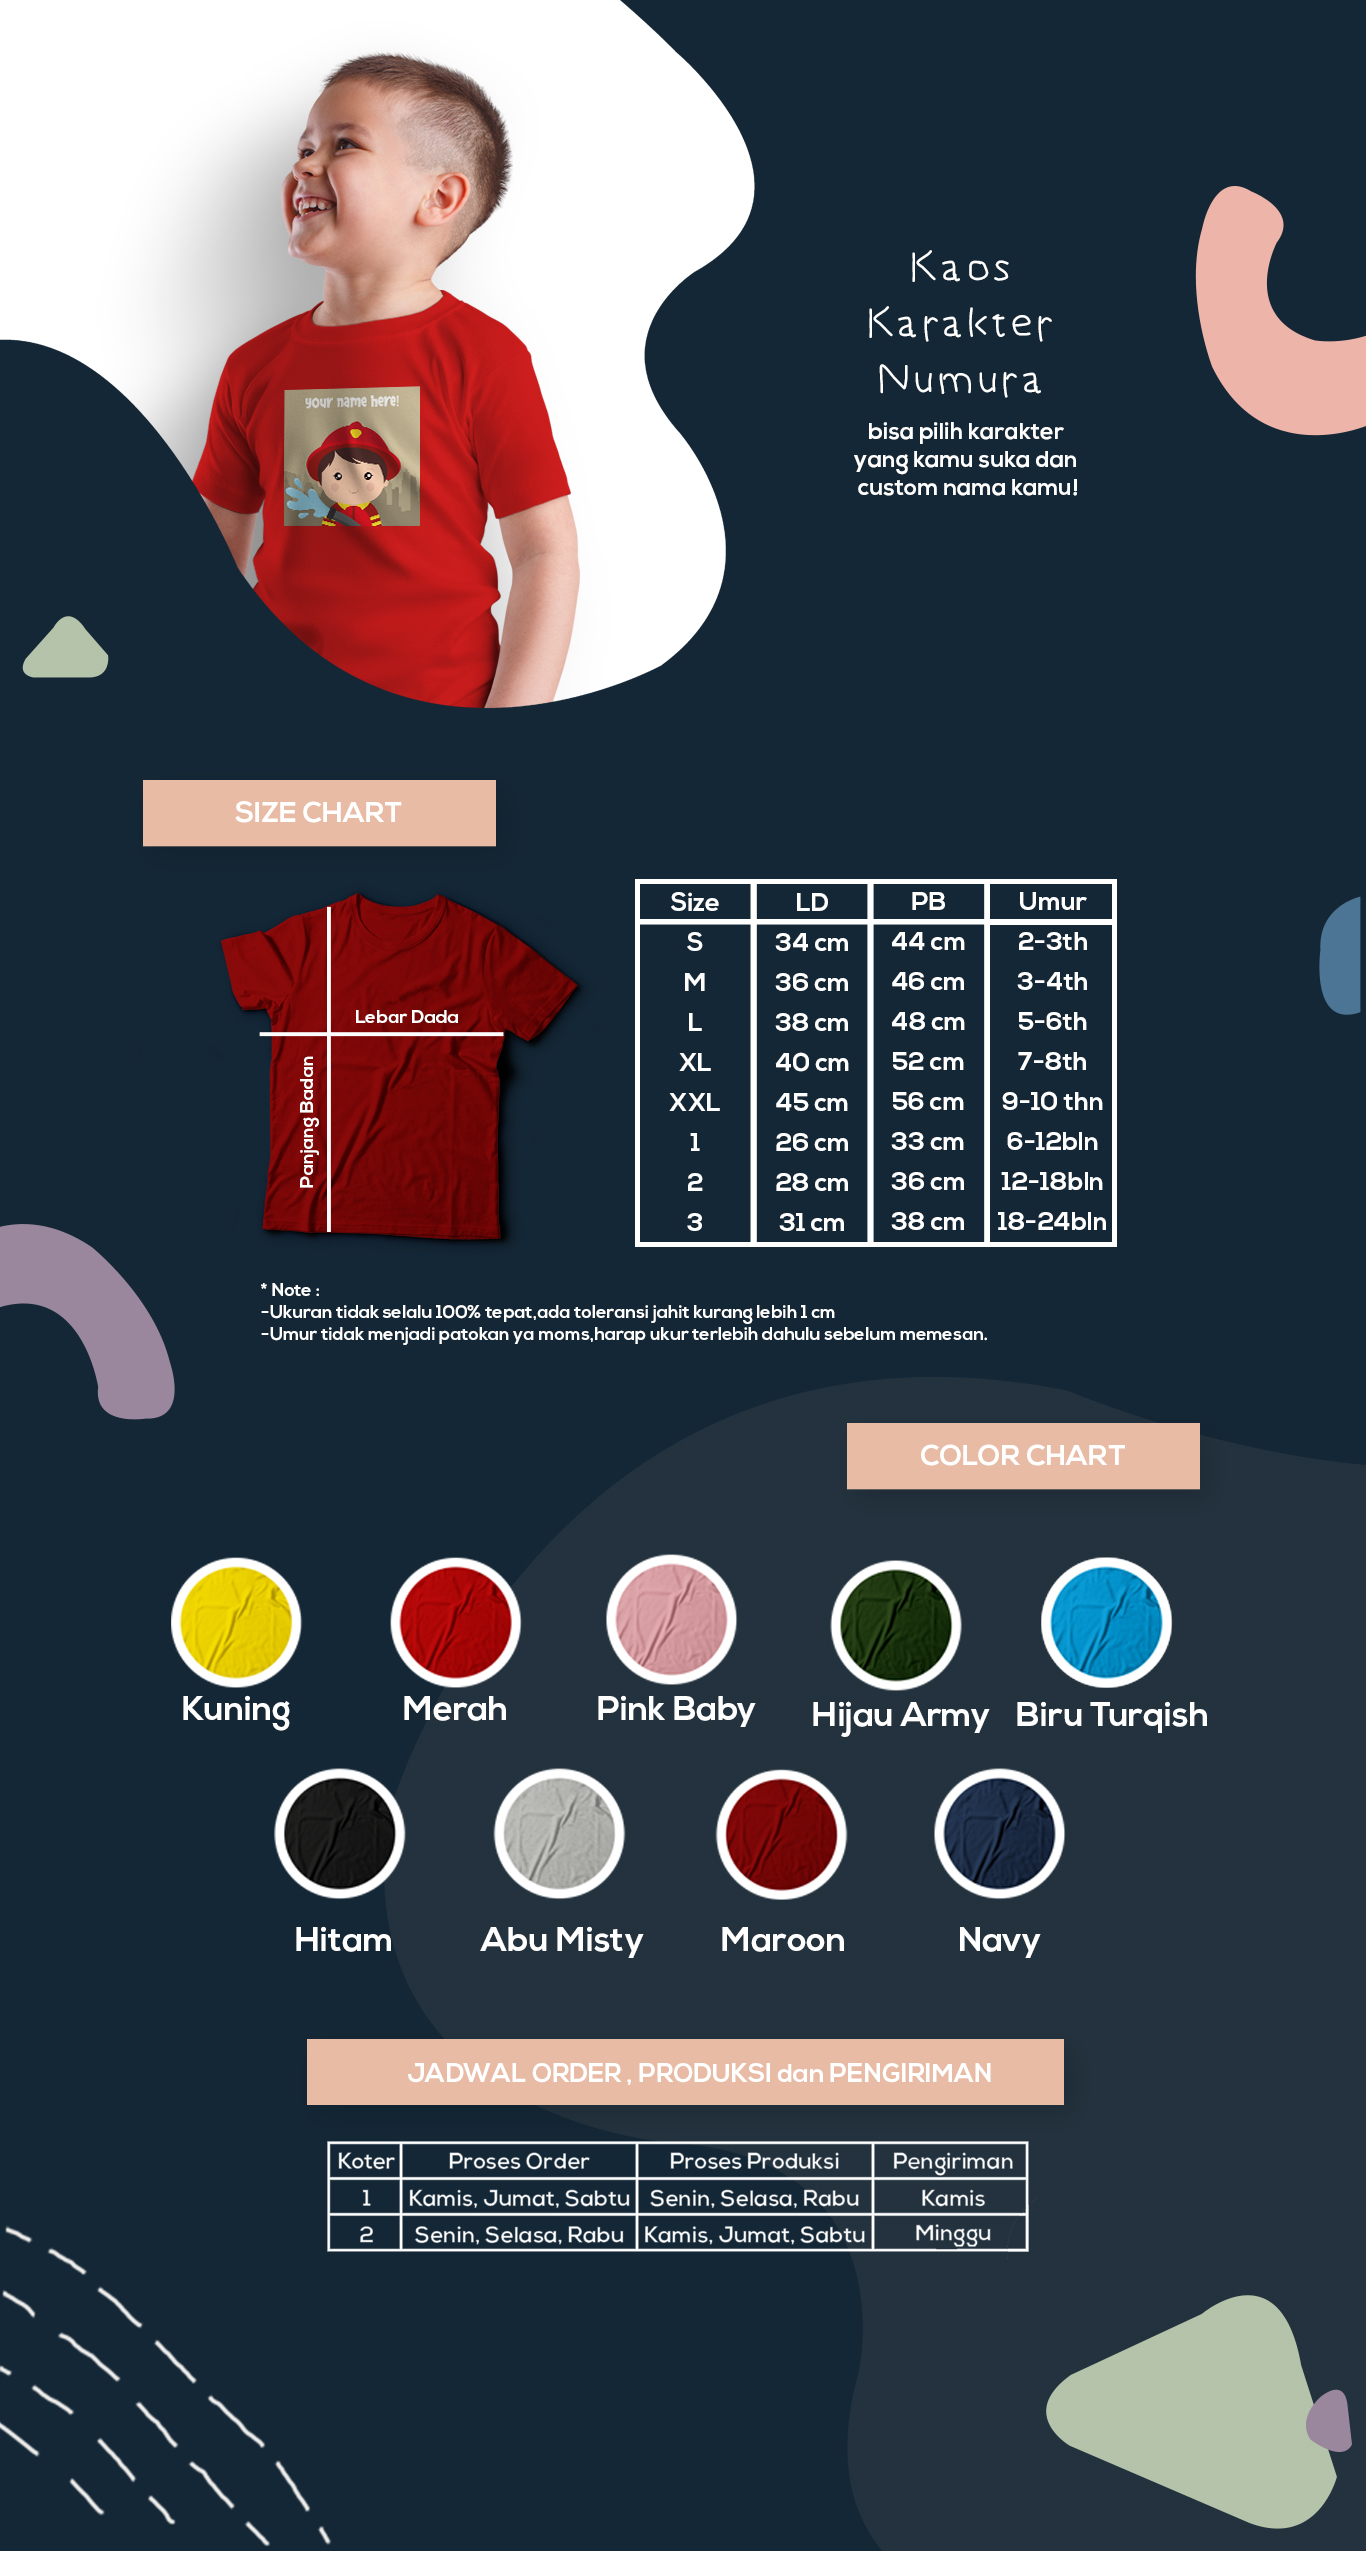 your name here!
Kaos
Karakter
Numura
bisa pilih karakter
yang kamu suka dan
custom nama kamu!
SIZE CHART
Lebar Dada
Panjang Badan
Size LD PB Umur
S 34 cm 44 cm 2-3th
M 36 cm 46 cm 3-4th
L 38 cm 48 cm 5-6th
XL 40 cm 52 cm 7-8th
XXL 45 cm 56 cm 9-10 thn
1 26 cm 33 cm 6-12bln
2 28 cm 36 cm 12-18bln
3 31 cm 38 cm 18-24bln
* Note :
-Ukuran tidak selalu 100% tepat,ada toleransi jahit kurang lebih 1 cm
-Umur tidak menjadi patokan ya moms,harap ukur terlebih dahulu sebelum memesan.
COLOR CHART
Kuning Merah Pink Baby Hijau Army Biru Turqish
Hitam Abu Misty Maroon Navy
JADWAL ORDER , PRODUKSI dan PENGIRIMAN
Koter Proses Order Proses Produksi Pengiriman
1 Kamis, Jumat, Sabtu Senin, Selasa, Rabu Kamis
2 Senin, Selasa, Rabu Kamis, Jumat, Sabtu Minggu